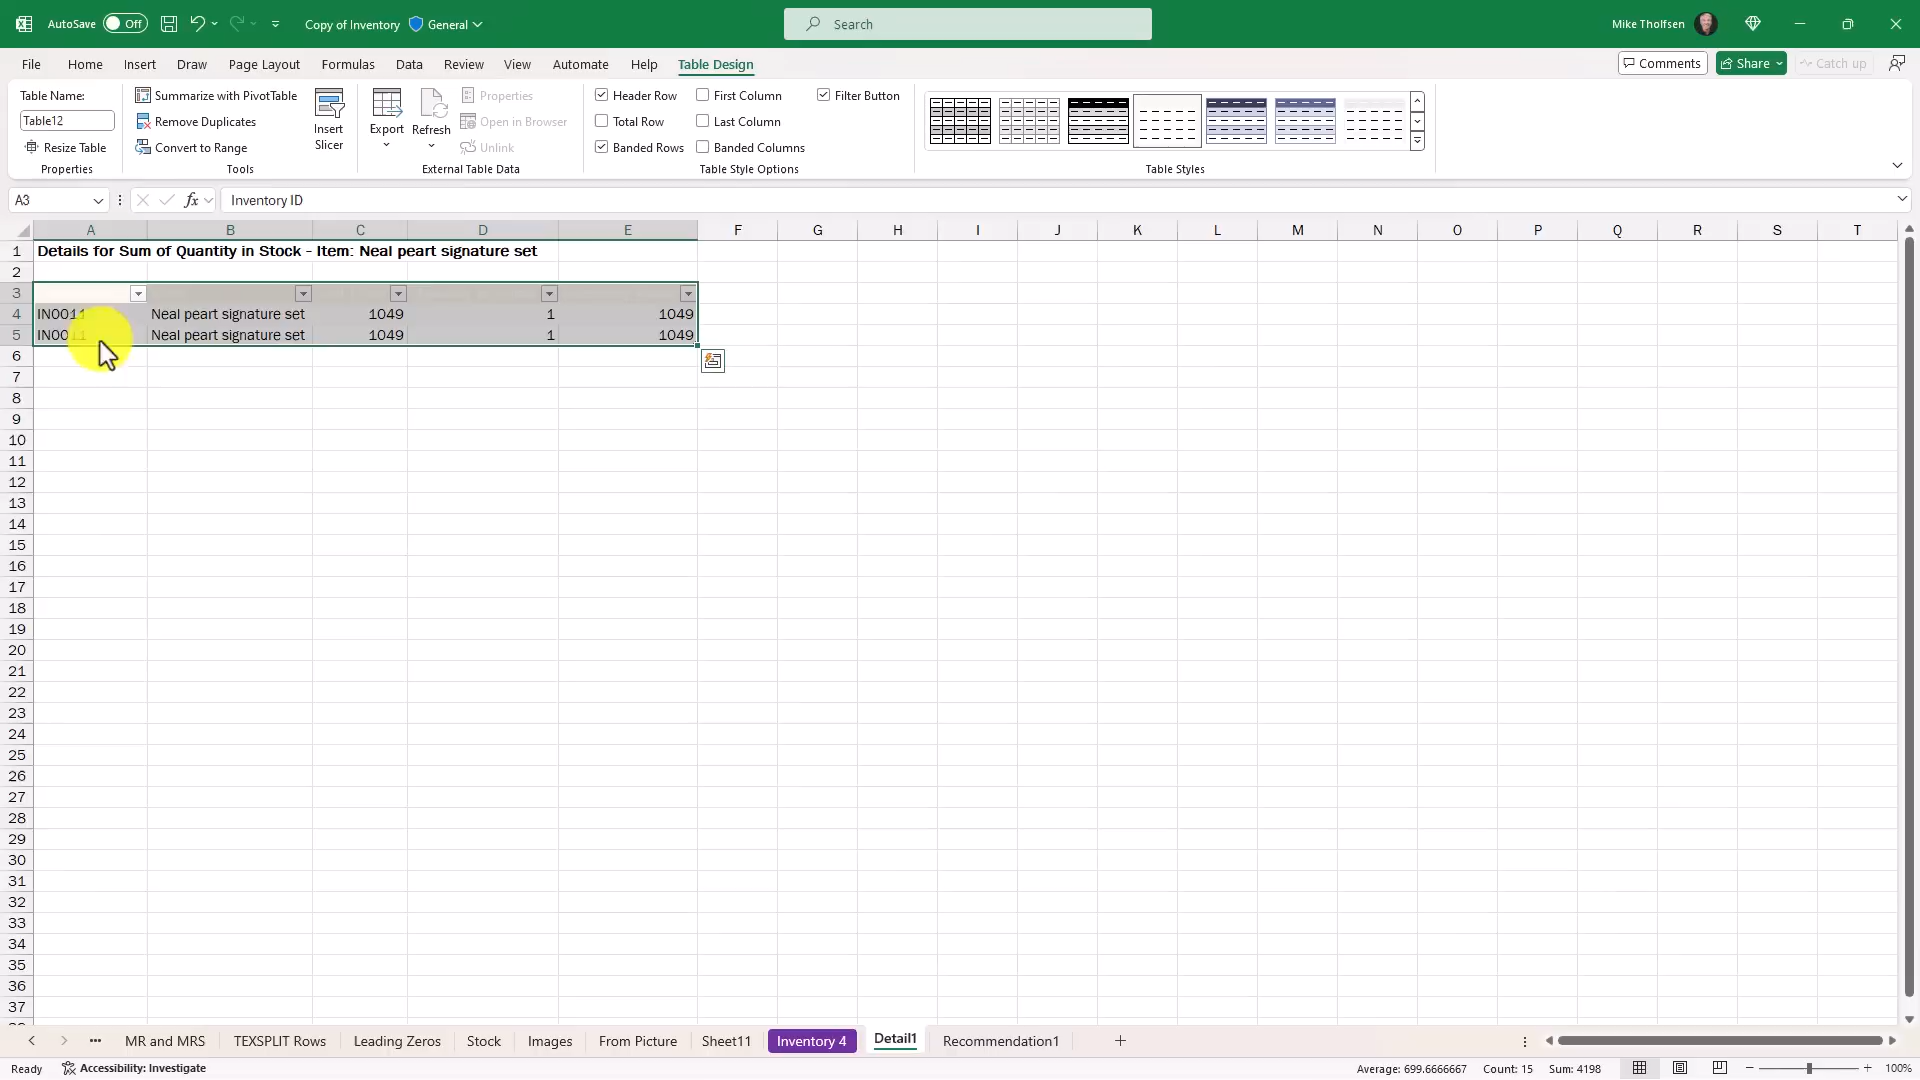 AutoSave Off Copy of Inventory General Search Mike Tholfsen
File Home Insert Draw Page Layout Formulas Data Review View Automate Help Table Design Comments Share Catch up
Table Name:
Table12
Resize Table
Properties
Summarize with PivotTable
Remove Duplicates
Convert to Range
Tools
Insert
Slicer
Export
Refresh
Properties
Open in Browser
Unlink
External Table Data
Header Row First Column Filter Button
Total Row Last Column
Banded Rows Banded Columns
Table Style Options
Table Styles
A3 fx Inventory ID
A B C D E F G H I J K L M N O P Q R S T
1 Details for Sum of Quantity in Stock - Item: Neal peart signature set
2
3
4 IN0011 Neal peart signature set 1049 1 1049
5 IN0011 Neal peart signature set 1049 1 1049
6
7
8
9
10
11
12
13
14
15
16
17
18
19
20
21
22
23
24
25
26
27
28
29
30
31
32
33
34
35
36
37
MR and MRS TEXSPLIT Rows Leading Zeros Stock Images From Picture Sheet11 Inventory 4 Detail1 Recommendation1
Ready Accessibility: Investigate Average: 699.6666667 Count: 15 Sum: 4198 100%